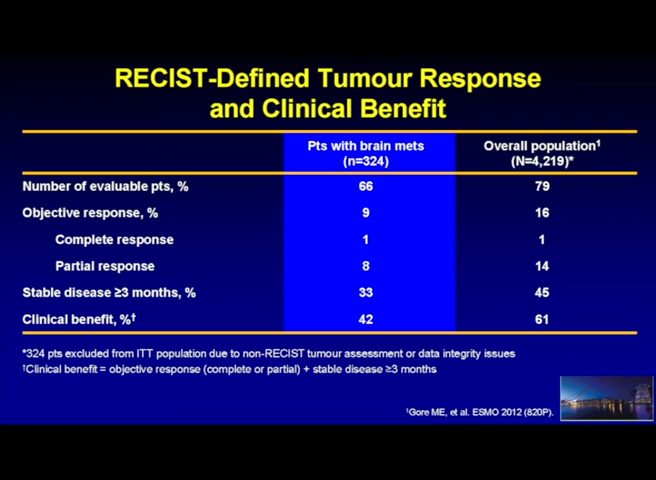 RECIST-Defined Tumour Response
and Clinical Benefit
Pts with brain mets Overall population¹
(n=324) (N=4,219)*
Number of evaluable pts, % 66 79
Objective response, % 9 16
Complete response 1 1
Partial response 8 14
Stable disease ≥3 months, % 33 45
Clinical benefit, %† 42 61
*324 pts excluded from ITT population due to non-RECIST tumour assessment or data integrity issues
†Clinical benefit = objective response (complete or partial) + stable disease ≥3 months
¹Gore ME, et al. ESMO 2012 (820P).